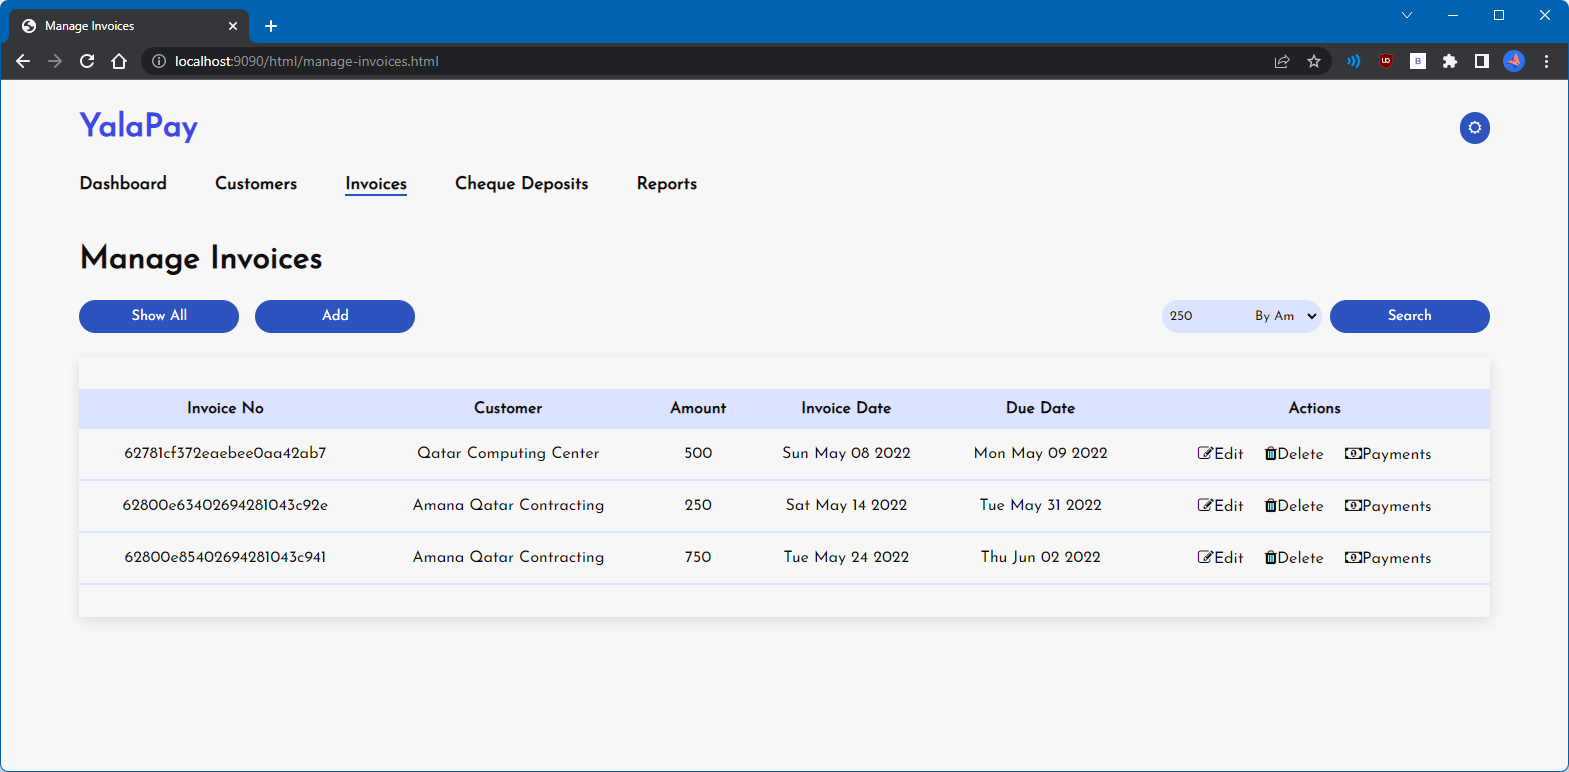 Manage Invoices
localhost:9090/html/manage-invoices.html
YalaPay
Dashboard Customers Invoices Cheque Deposits Reports
Manage Invoices
Show All Add 250 By Am Search
Invoice No Customer Amount Invoice Date Due Date Actions
62781cf372eaebee0aa42ab7 Qatar Computing Center 500 Sun May 08 2022 Mon May 09 2022 Edit Delete Payments
62800e63402694281043c92e Amana Qatar Contracting 250 Sat May 14 2022 Tue May 31 2022 Edit Delete Payments
62800e85402694281043c941 Amana Qatar Contracting 750 Tue May 24 2022 Thu Jun 02 2022 Edit Delete Payments